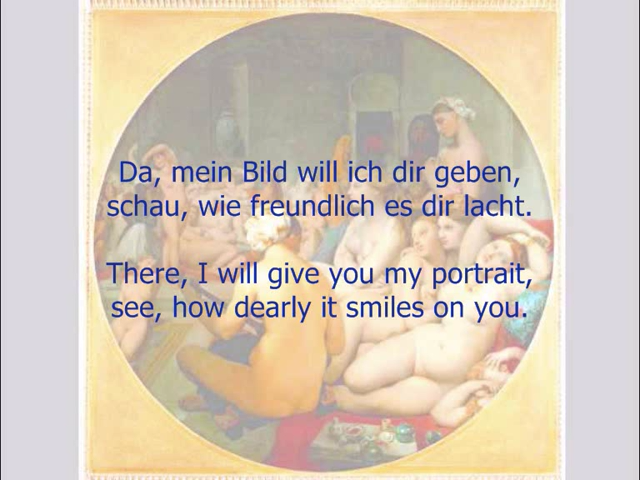 Da, mein Bild will ich dir geben,
schau, wie freundlich es dir lacht.
There, I will give you my portrait,
see, how dearly it smiles on you.